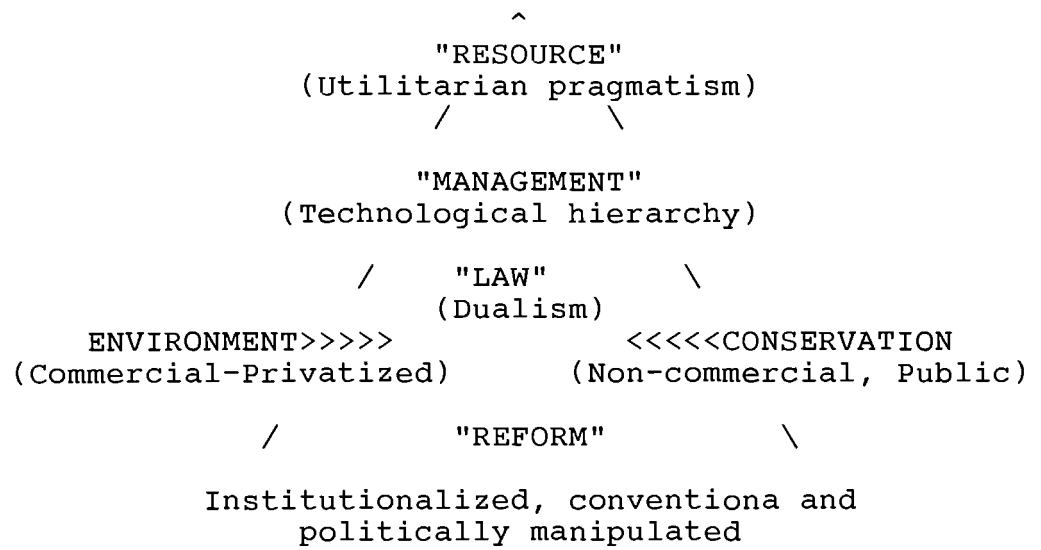 ^
"RESOURCE"
(Utilitarian pragmatism)
/ \
"MANAGEMENT"
(Technological hierarchy)
/ "LAW" \
(Dualism)
ENVIRONMENT>>>>> <<<<<CONSERVATION
(Commercial-Privatized) (Non-commercial, Public)
/ "REFORM" \
Institutionalized, conventiona and
politically manipulated